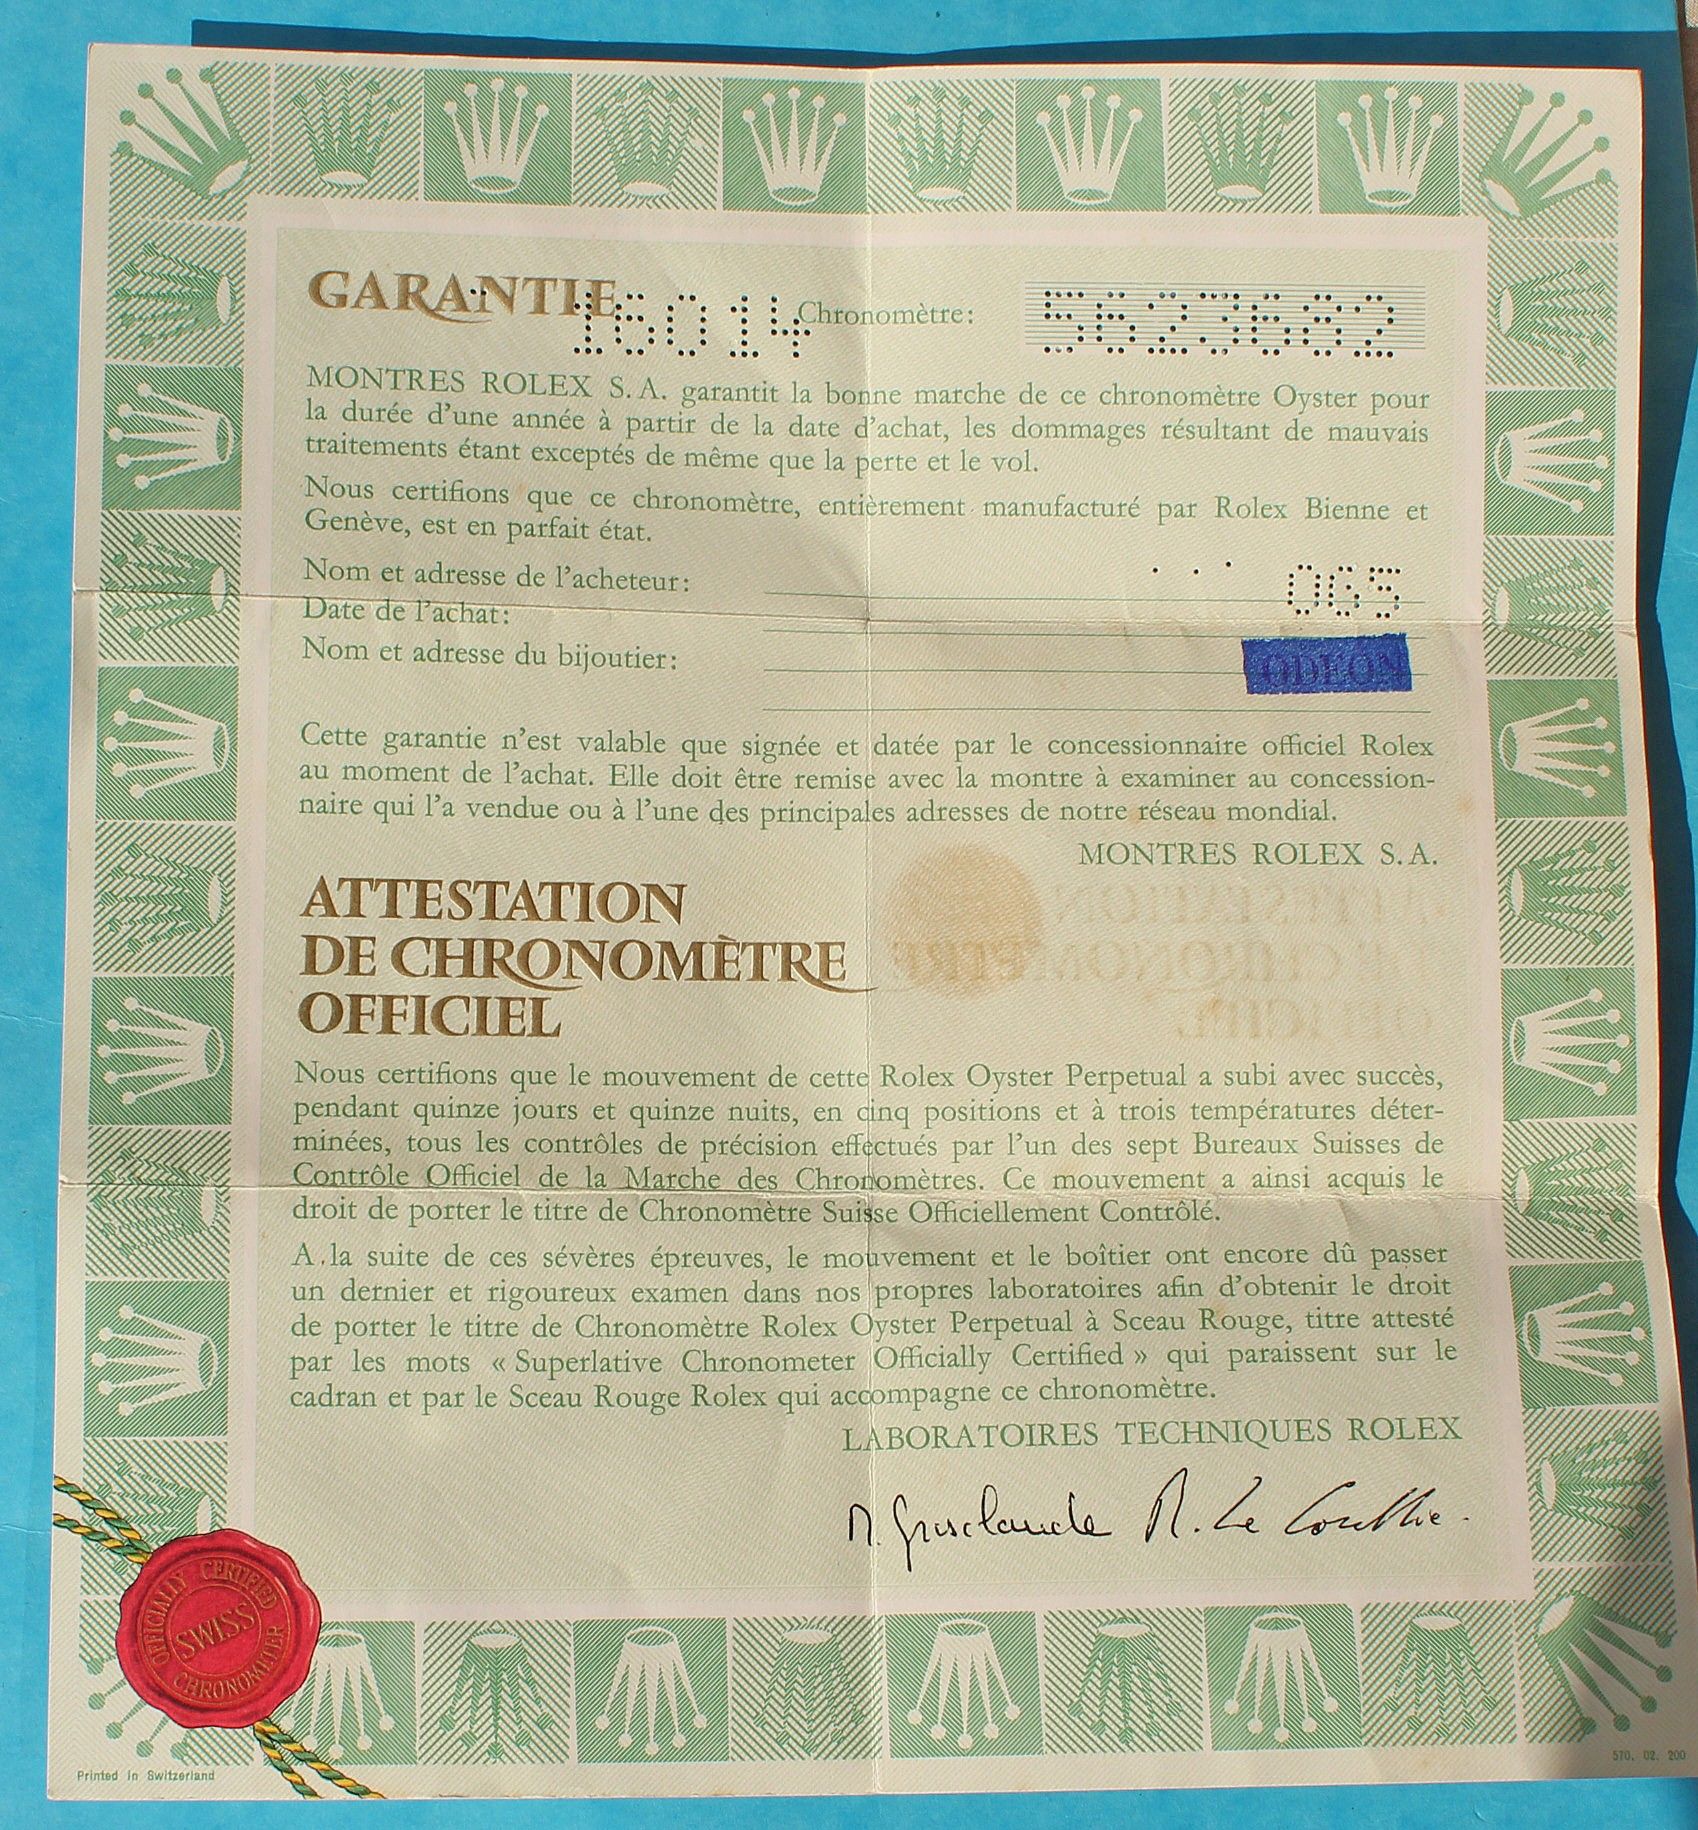 GARANTIE 16014 Chronomètre: 5623682
MONTRES ROLEX S.A. garantit la bonne marche de ce chronomètre Oyster pour
la durée d'une année à partir de la date d'achat, les dommages résultant de mauvais
traitements étant exceptés de même que la perte et le vol.
Nous certifions que ce chronomètre, entièrement manufacturé par Rolex Bienne et
Genève, est en parfait état.
Nom et adresse de l'acheteur: 065
Date de l'achat:
Nom et adresse du bijoutier: ODEON
Cette garantie n'est valable que signée et datée par le concessionnaire officiel Rolex
au moment de l'achat. Elle doit être remise avec la montre à examiner au concession-
naire qui l'a vendue ou à l'une des principales adresses de notre réseau mondial.
MONTRES ROLEX S.A.
ATTESTATION
DE CHRONOMÈTRE
OFFICIEL
Nous certifions que le mouvement de cette Rolex Oyster Perpetual a subi avec succès,
pendant quinze jours et quinze nuits, en cinq positions et à trois températures déter-
minées, tous les contrôles de précision effectués par l'un des sept Bureaux Suisses de
Contrôle Officiel de la Marche des Chronomètres. Ce mouvement a ainsi acquis le
droit de porter le titre de Chronomètre Suisse Officiellement Contrôlé.
A la suite de ces sévères épreuves, le mouvement et le boîtier ont encore dû passer
un dernier et rigoureux examen dans nos propres laboratoires afin d'obtenir le droit
de porter le titre de Chronomètre Rolex Oyster Perpetual à Sceau Rouge, titre attesté
par les mots « Superlative Chronometer Officially Certified » qui paraissent sur le
cadran et par le Sceau Rouge Rolex qui accompagne ce chronomètre.
LABORATOIRES TECHNIQUES ROLEX
R. Le Coultre.
OFFICIALLY CERTIFIED
SWISS
CHRONOMETER
Printed in Switzerland
570. 02. 200